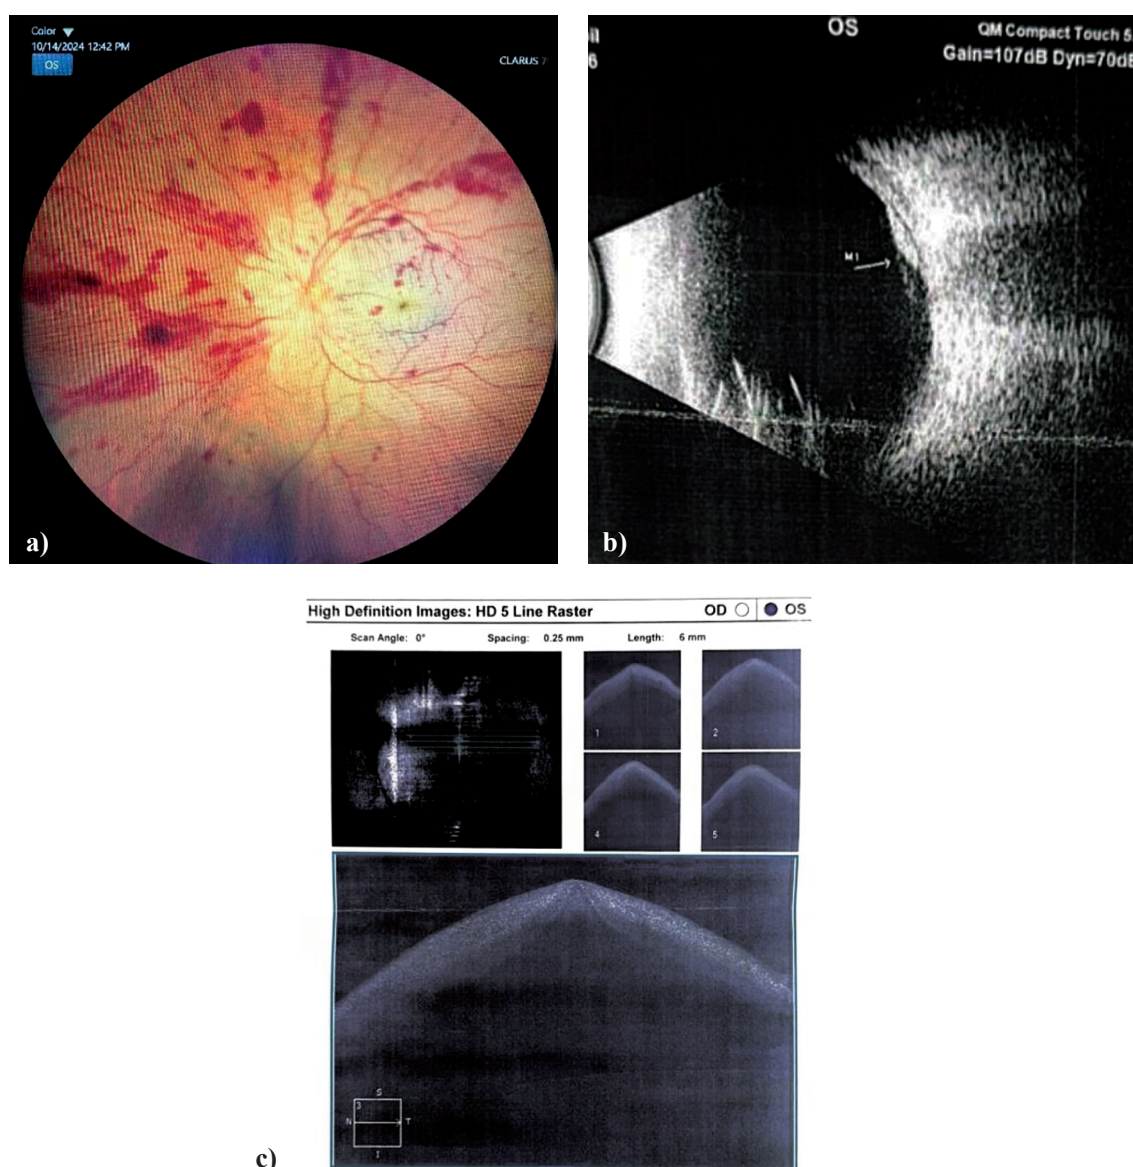 Color
10/14/2024 12:42 PM
OS
CLARUS
a)
OS
QM Compact Touch 5
6
Gain=107dB Dyn=70dB
M1
b)
High Definition Images: HD 5 Line Raster
OD OS
Scan Angle: 0° Spacing: 0.25 mm Length: 6 mm
1
2
4
5
3
S
N
T
I
c)